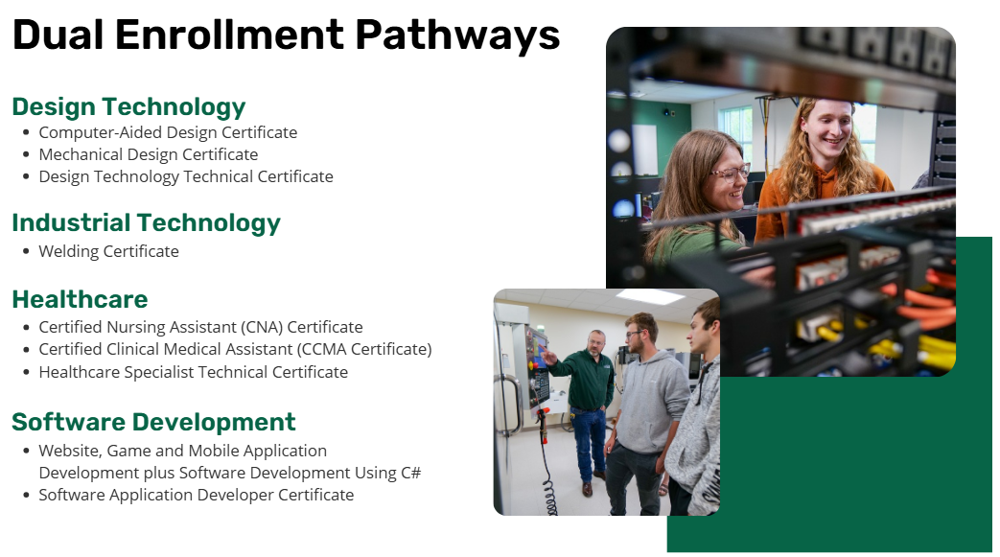 Dual Enrollment Pathways
Design Technology
• Computer-Aided Design Certificate
• Mechanical Design Certificate
• Design Technology Technical Certificate
Industrial Technology
• Welding Certificate
Healthcare
• Certified Nursing Assistant (CNA) Certificate
• Certified Clinical Medical Assistant (CCMA Certificate)
• Healthcare Specialist Technical Certificate
Software Development
• Website, Game and Mobile Application
Development plus Software Development Using C#
• Software Application Developer Certificate